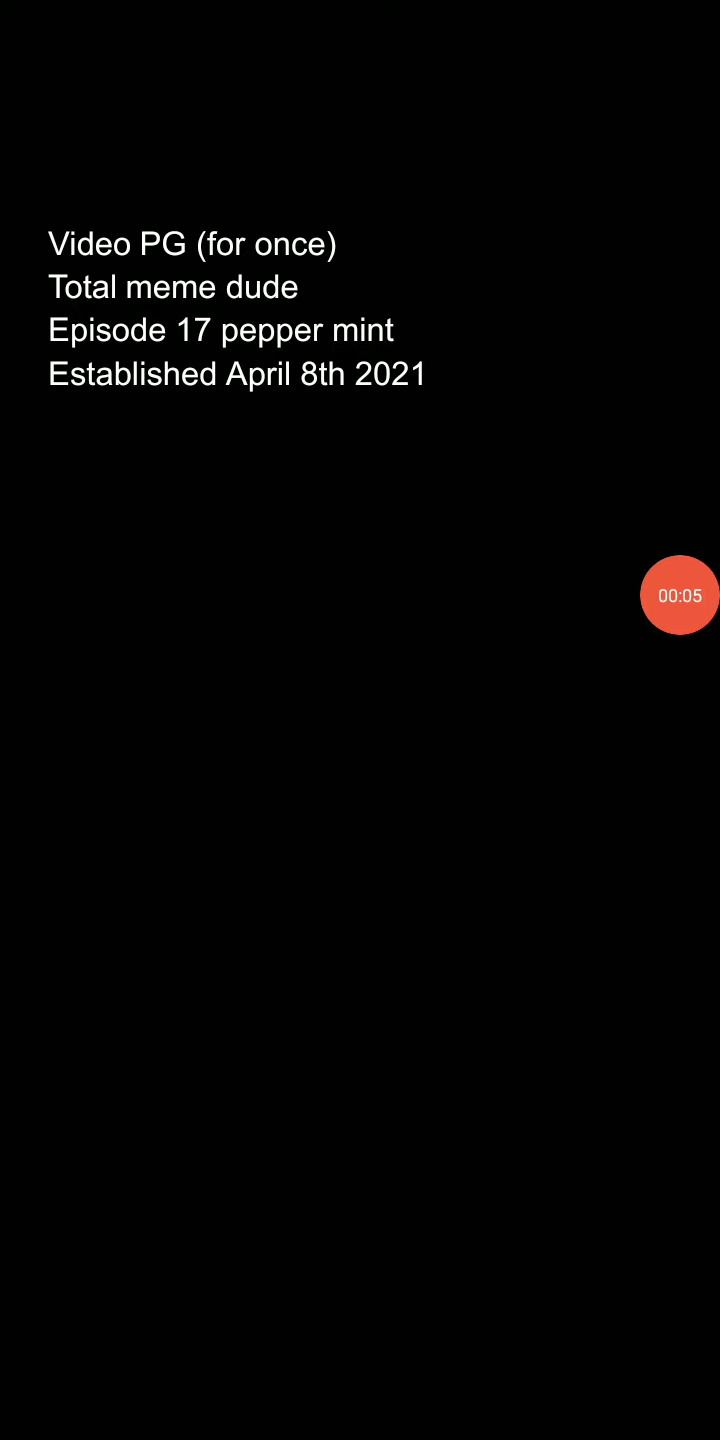 Video PG (for once)
Total meme dude
Episode 17 pepper mint
Established April 8th 2021
00:05